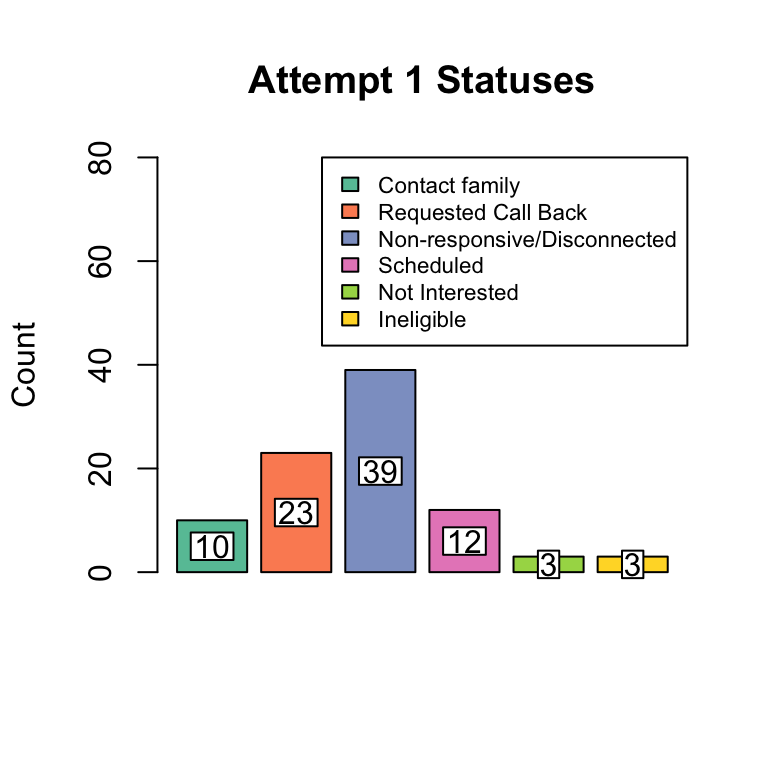 Attempt 1 Statuses
Count
80
60
40
20
0
Contact family
Requested Call Back
Non-responsive/Disconnected
Scheduled
Not Interested
Ineligible
10
23
39
12
3
3